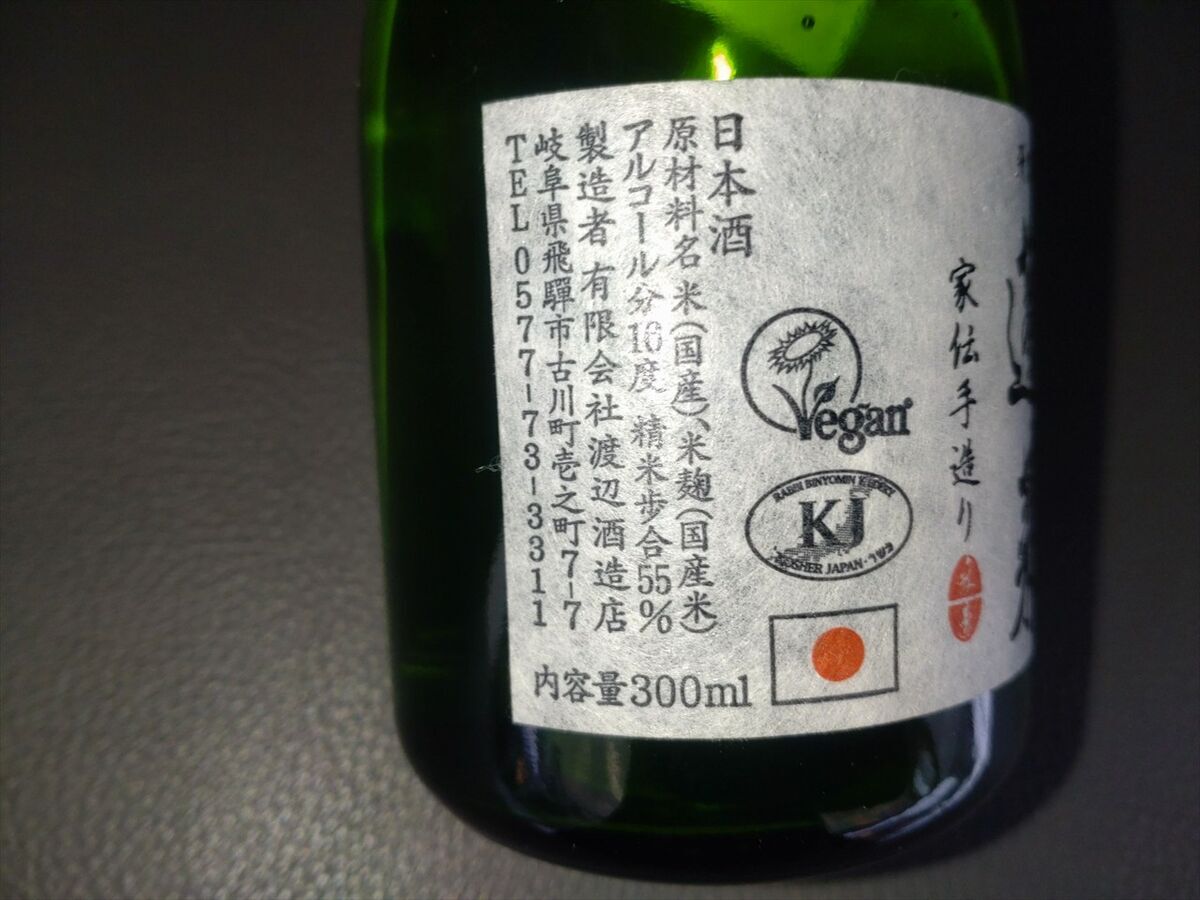 家伝手造り
日本酒
原材料名 米(国産)、米麹(国産米)
アルコール分16度 精米歩合55%
製造者 有限会社渡辺酒造店
岐阜県飛騨市古川町壱之町7-7
TEL 0577-73-3311
Vegan
RABBI BINYOMIN Y. EDERY
KJ
KOSHER JAPAN · כשר ·
内容量300ml